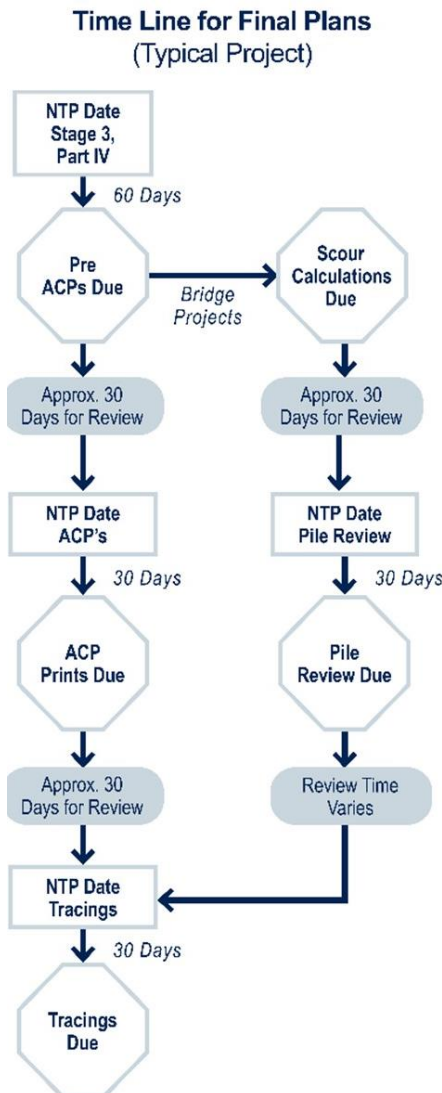 Time Line for Final Plans
(Typical Project)
NTP Date
Stage 3,
Part IV
60 Days
Pre
ACPs Due
Bridge
Projects
Scour
Calculations
Due
Approx. 30
Days for Review
Approx. 30
Days for Review
NTP Date
ACP's
NTP Date
Pile Review
30 Days
30 Days
ACP
Prints Due
Pile
Review Due
Approx. 30
Days for Review
Review Time
Varies
NTP Date
Tracings
30 Days
Tracings
Due